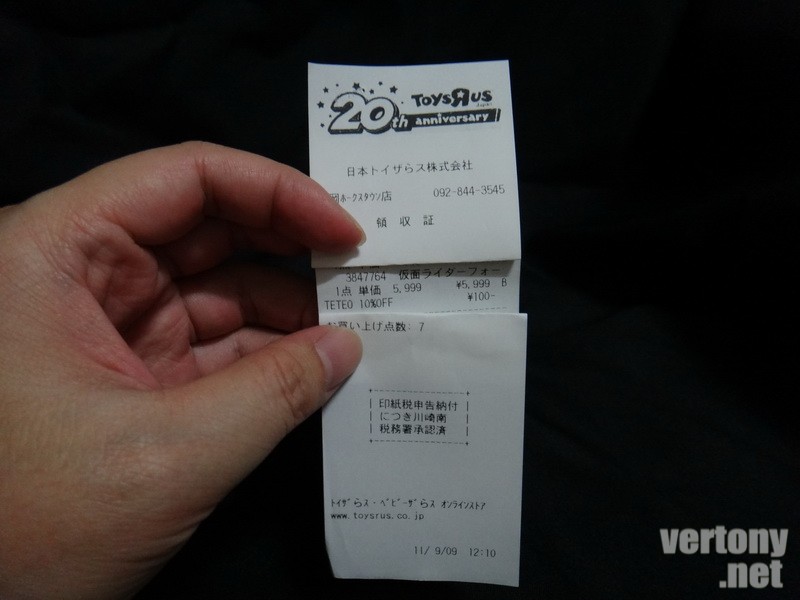 20th anniversary
TOYSЯUS
Japan
日本トイザらス株式会社
岡ホークスタウン店 092-844-3545
領 収 証
3847764 仮面ライダーフォー
1点 単価 5,999 ¥5,999 B
TETEO 10%OFF ¥100-
お買い上げ点数: 7
印紙税申告納付
につき川崎南
税務署承認済
トイザらス・ベビーザらス オンラインストア
www.toysrus.co.jp
11/ 9/09 12:10
vertony
.net